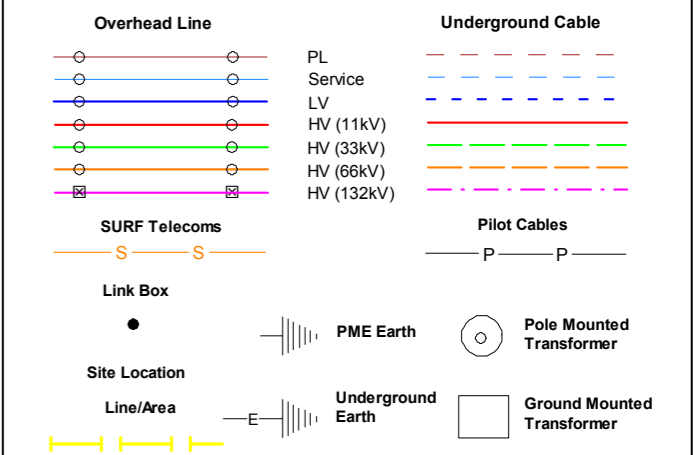 Overhead Line
Underground Cable
PL
Service
LV
HV (11kV)
HV (33kV)
HV (66kV)
HV (132kV)
SURF Telecoms
Pilot Cables
S S
P P
Link Box
PME Earth
Pole Mounted
Transformer
Site Location
Line/Area
E
Underground
Earth
Ground Mounted
Transformer